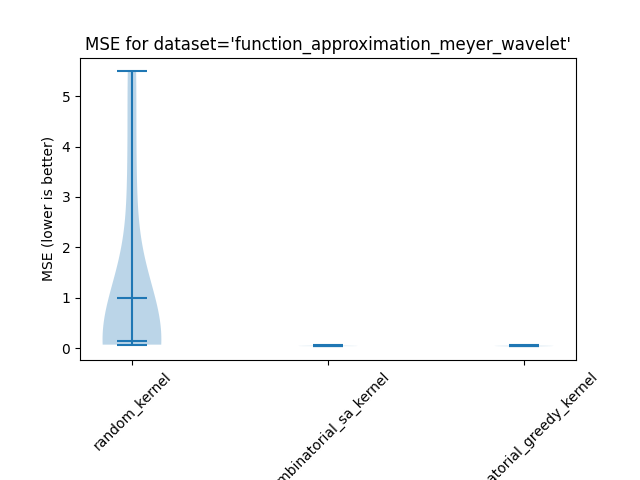 MSE for dataset='function_approximation_meyer_wavelet'
MSE (lower is better)
5
4
3
2
1
0
random_kernel
mbinatorial_sa_kernel
atorial_greedy_kernel